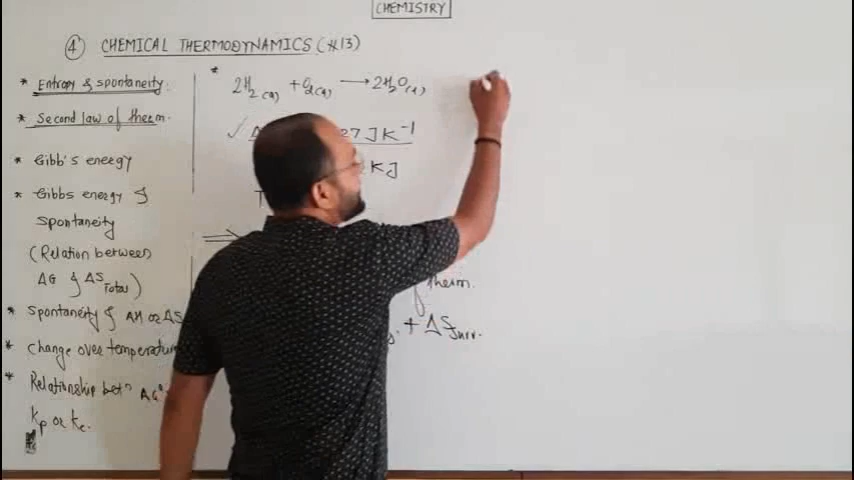 CHEMISTRY
④ CHEMICAL THERMODYNAMICS (*13)
* Entropy & spontaneity.
* Second law of therm.
* Gibb's energy
* Gibbs energy &
spontaneity
(Relation between
ΔG & ΔS Total)
* Spontaneity & ΔH or ΔS
* Change over temperature
* Relationship betn ΔG°
Kp or Kc.
* 2H₂(g) + O₂(g) ⟶ 2H₂O(l)
✓ Δ 27 JK⁻¹
KJ
T
⇒
therm.
+ ΔSsurr.